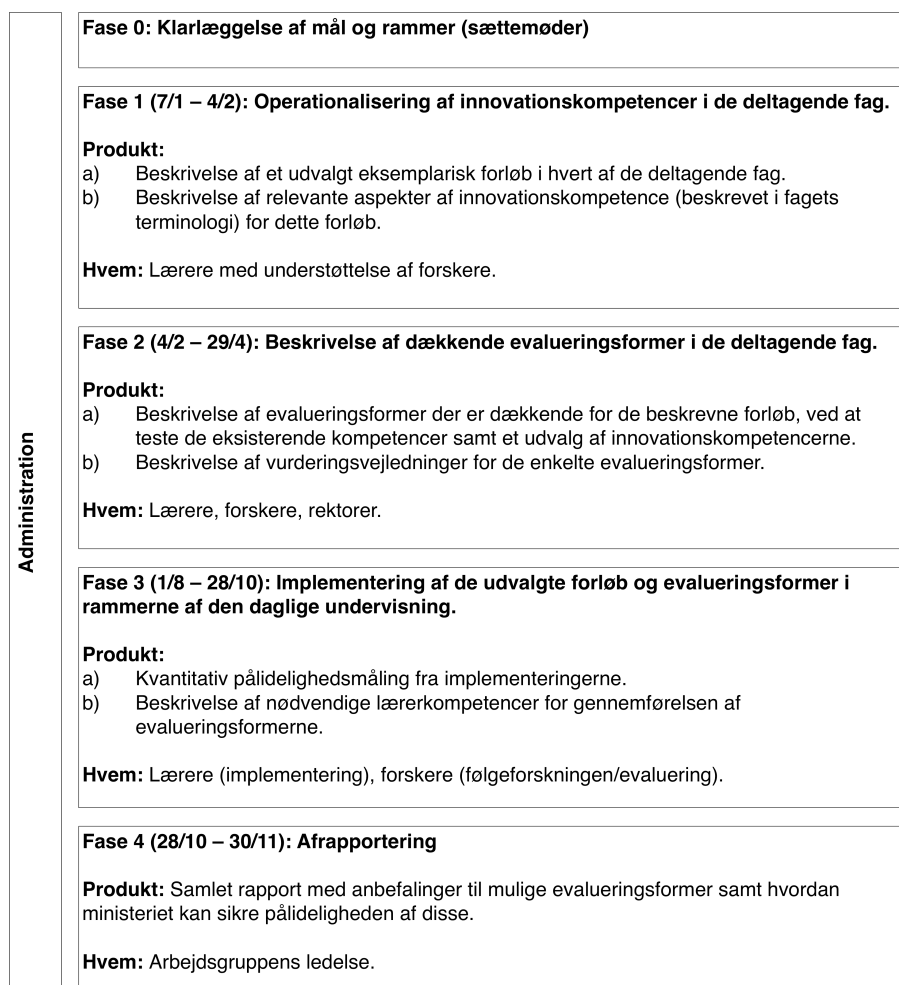 Administration
Fase 0: Klarlæggelse af mål og rammer (sættemøder)
Fase 1 (7/1 – 4/2): Operationalisering af innovationskompetencer i de deltagende fag.
Produkt:
a) Beskrivelse af et udvalgt eksemplarisk forløb i hvert af de deltagende fag.
b) Beskrivelse af relevante aspekter af innovationskompetence (beskrevet i fagets
terminologi) for dette forløb.
Hvem: Lærere med understøttelse af forskere.
Fase 2 (4/2 – 29/4): Beskrivelse af dækkende evalueringsformer i de deltagende fag.
Produkt:
a) Beskrivelse af evalueringsformer der er dækkende for de beskrevne forløb, ved at
teste de eksisterende kompetencer samt et udvalg af innovationskompetencerne.
b) Beskrivelse af vurderingsvejledninger for de enkelte evalueringsformer.
Hvem: Lærere, forskere, rektorer.
Fase 3 (1/8 – 28/10): Implementering af de udvalgte forløb og evalueringsformer i
rammerne af den daglige undervisning.
Produkt:
a) Kvantitativ pålidelighedsmåling fra implementeringerne.
b) Beskrivelse af nødvendige lærerkompetencer for gennemførelsen af
evalueringsformerne.
Hvem: Lærere (implementering), forskere (følgeforskningen/evaluering).
Fase 4 (28/10 – 30/11): Afrapportering
Produkt: Samlet rapport med anbefalinger til mulige evalueringsformer samt hvordan
ministeriet kan sikre pålideligheden af disse.
Hvem: Arbejdsgruppens ledelse.